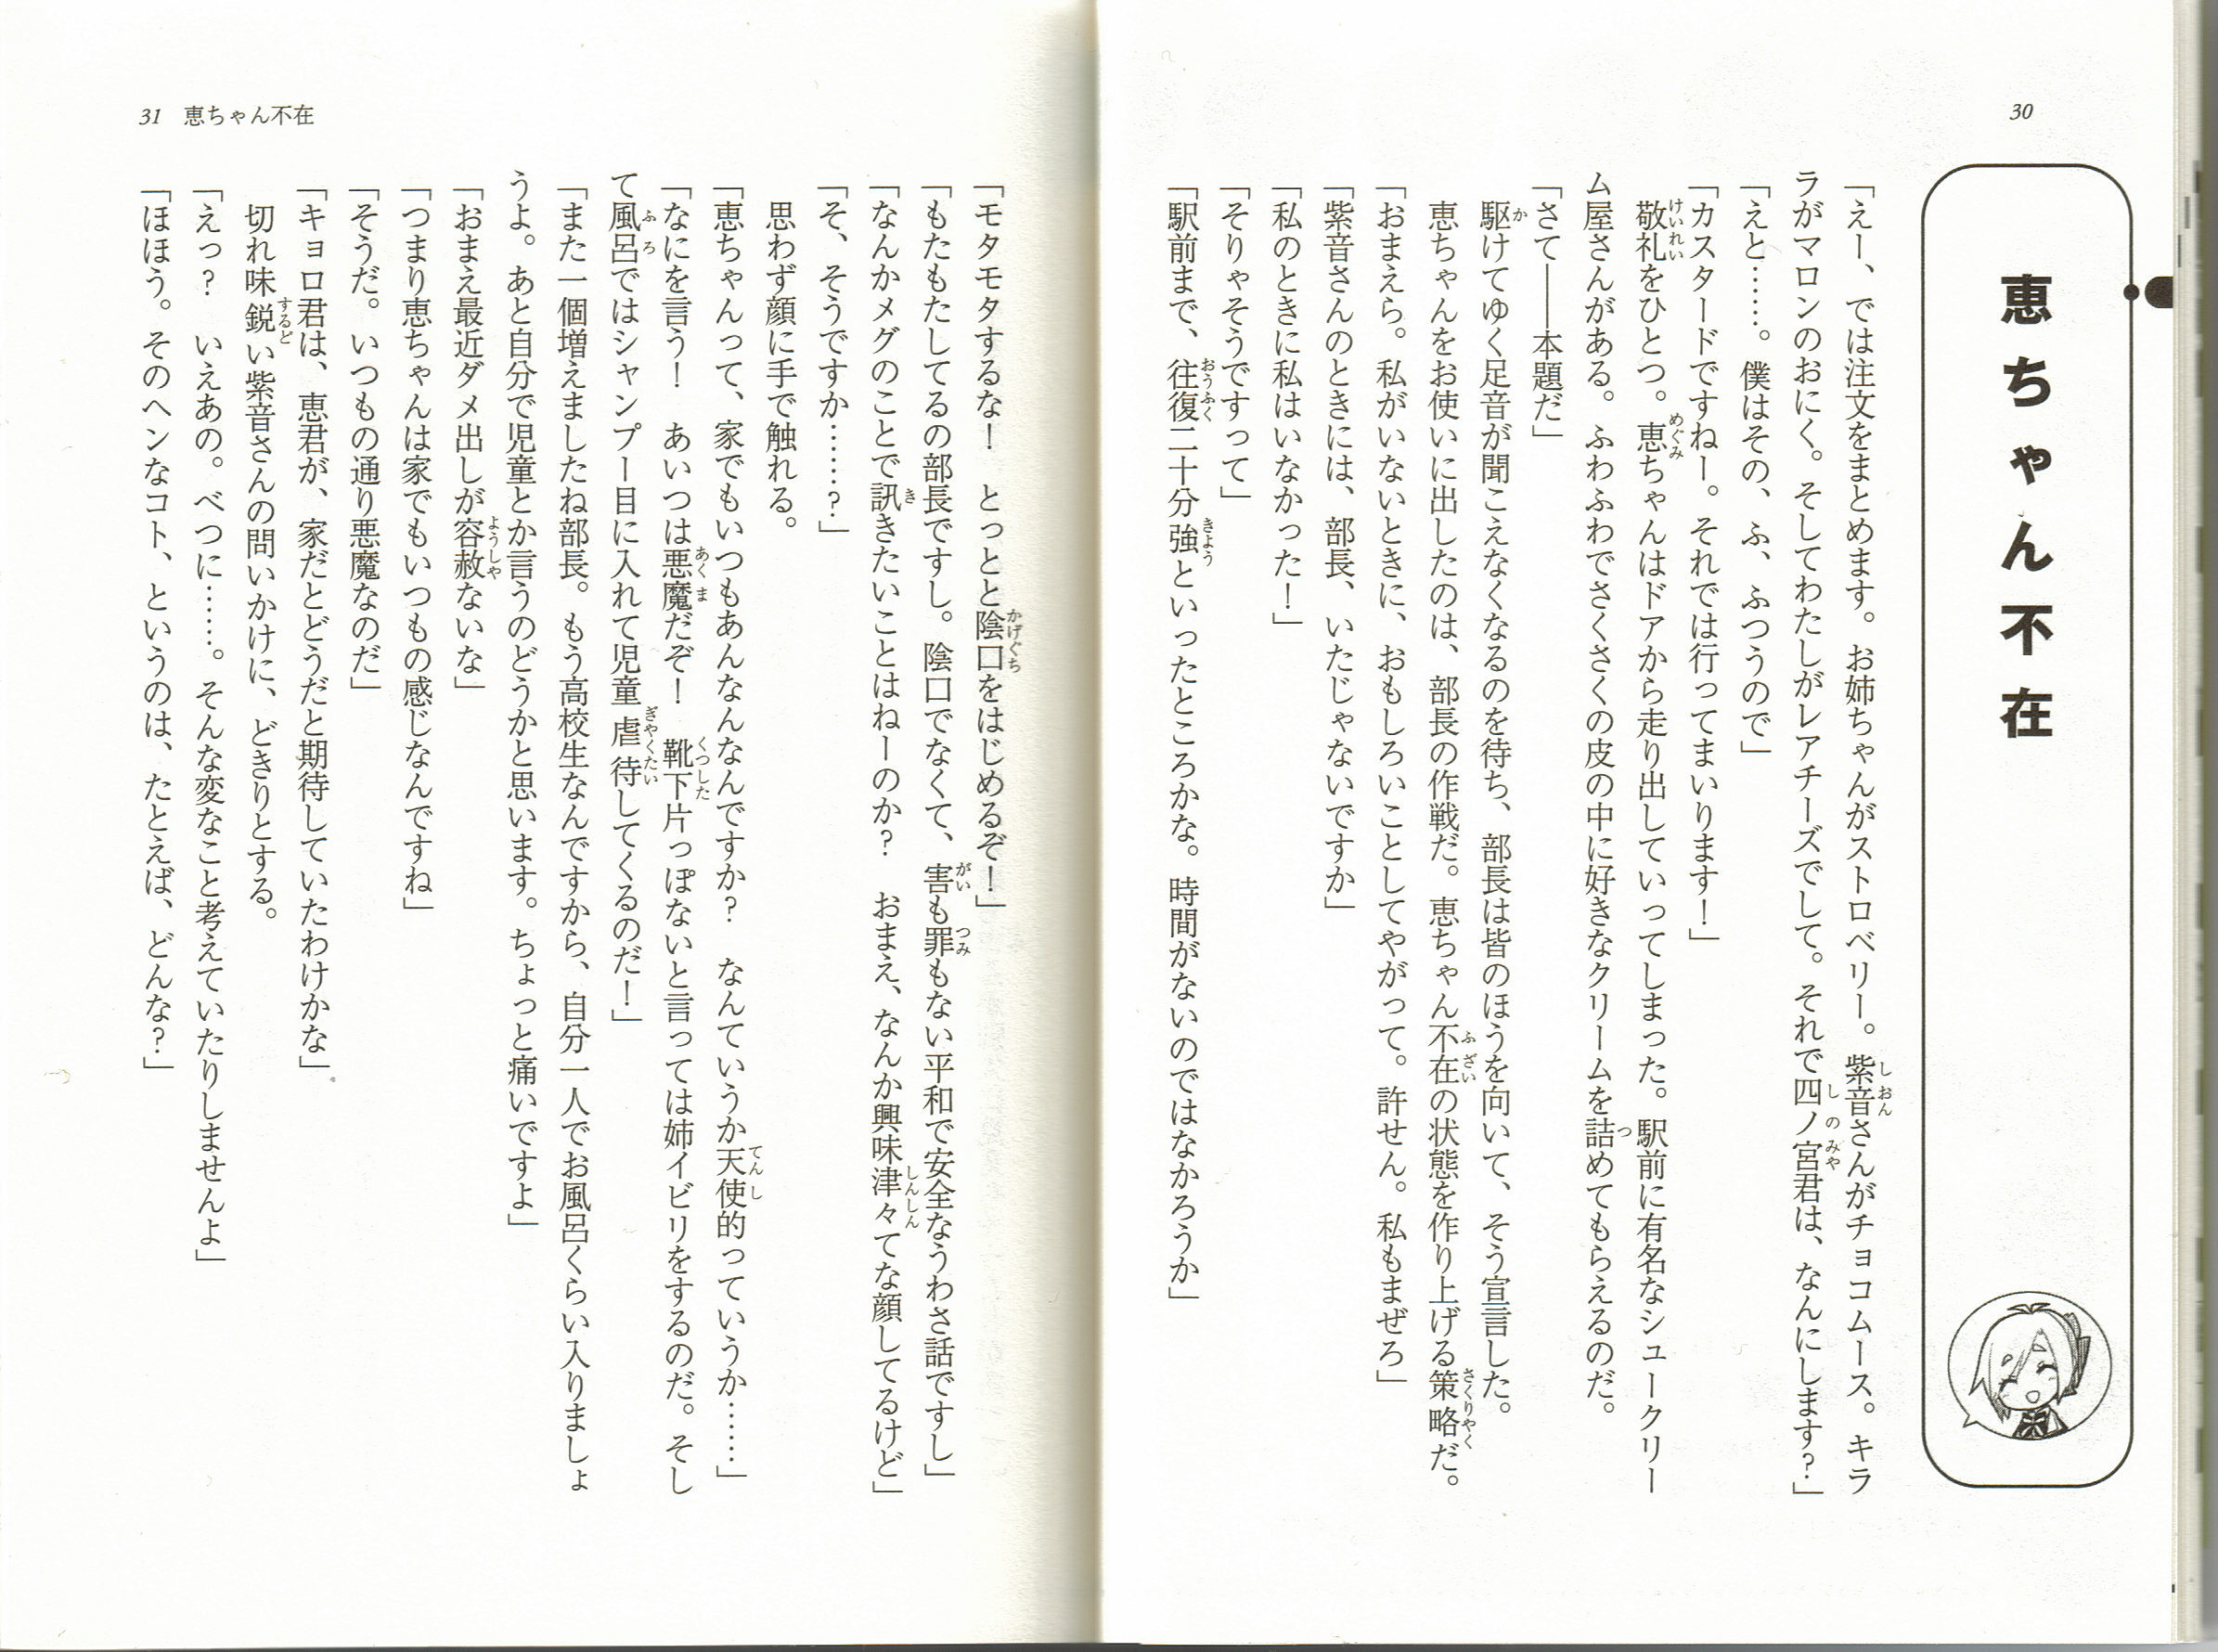 30
恵ちゃん不在
「えー、では注文をまとめます。お姉ちゃんがストロベリー。紫音さんがチョコムース。キラ
ラがマロンのおにく。そしてわたしがレアチーズでして。それで四ノ宮君は、なんにします?」
「えと……。僕はその、ふ、ふつうので」
「カスタードですねー。それでは行ってまいります!」
敬礼をひとつ。恵ちゃんはドアから走り出していってしまった。駅前に有名なシュークリー
ム屋さんがある。ふわふわでさくさくの皮の中に好きなクリームを詰めてもらえるのだ。
「さて――本題だ」
駆けてゆく足音が聞こえなくなるのを待ち、部長は皆のほうを向いて、そう宣言した。
恵ちゃんをお使いに出したのは、部長の作戦だ。恵ちゃん不在の状態を作り上げる策略だ。
「おまえら。私がいないときに、おもしろいことしてやがって。許せん。私もまぜろ」
「紫音さんのときには、部長、いたじゃないですか」
「私のときに私はいなかった!」
「そりゃそうですって」
「駅前まで、往復二十分強といったところかな。時間がないのではなかろうか」
31 恵ちゃん不在
「モタモタするな! とっとと陰口をはじめるぞ!」
「もたもたしてるの部長ですし。陰口でなくて、害も罪もない平和で安全なうわさ話ですし」
「なんかメグのことで訊きたいことはねーのか? おまえ、なんか興味津々てな顔してるけど」
「そ、そうですか……?」
思わず顔に手で触れる。
「恵ちゃんって、家でもいつもあんなんなんですか? なんていうか天使的っていうか……」
「なにを言う! あいつは悪魔だぞ! 靴下片っぽないと言っては姉イビリをするのだ。そし
て風呂ではシャンプー目に入れて児童虐待してくるのだ!」
「また一個増えましたね部長。もう高校生なんですから、自分一人でお風呂くらい入りましょ
うよ。あと自分で児童とか言うのどうかと思います。ちょっと痛いですよ」
「おまえ最近ダメ出しが容赦ないな」
「つまり恵ちゃんは家でもいつもの感じなんですね」
「そうだ。いつもの通り悪魔なのだ」
「キョロ君は、恵君が、家だとどうだと期待していたわけかな」
切れ味鋭い紫音さんの問いかけに、どきりとする。
「えっ? いえあの。べつに……。そんな変なこと考えていたりしませんよ」
「ほほう。そのヘンなコト、というのは、たとえば、どんな?」